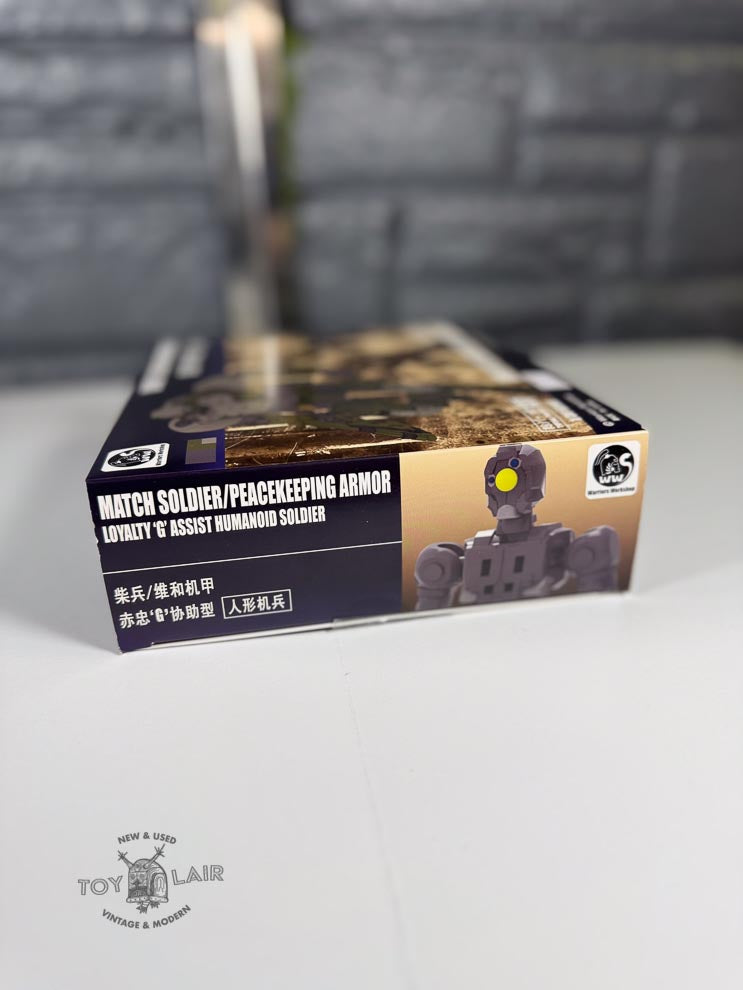 MATCH SOLDIER/PEACEKEEPING ARMOR
LOYALTY 'G' ASSIST HUMANOID SOLDIER
柴兵/维和机甲
赤忠'G'协助型 人形机兵
WWS
Warriors Workshop
NEW & USED
TOY LAIR
VINTAGE & MODERN